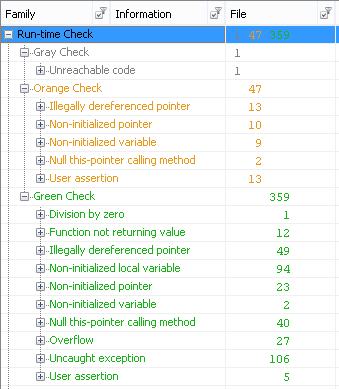 Family Information File
Run-time Check 1 47 359
Gray Check 1
Unreachable code 1
Orange Check 47
Illegally dereferenced pointer 13
Non-initialized pointer 10
Non-initialized variable 9
Null this-pointer calling method 2
User assertion 13
Green Check 359
Division by zero 1
Function not returning value 12
Illegally dereferenced pointer 49
Non-initialized local variable 94
Non-initialized pointer 23
Non-initialized variable 2
Null this-pointer calling method 40
Overflow 27
Uncaught exception 106
User assertion 5